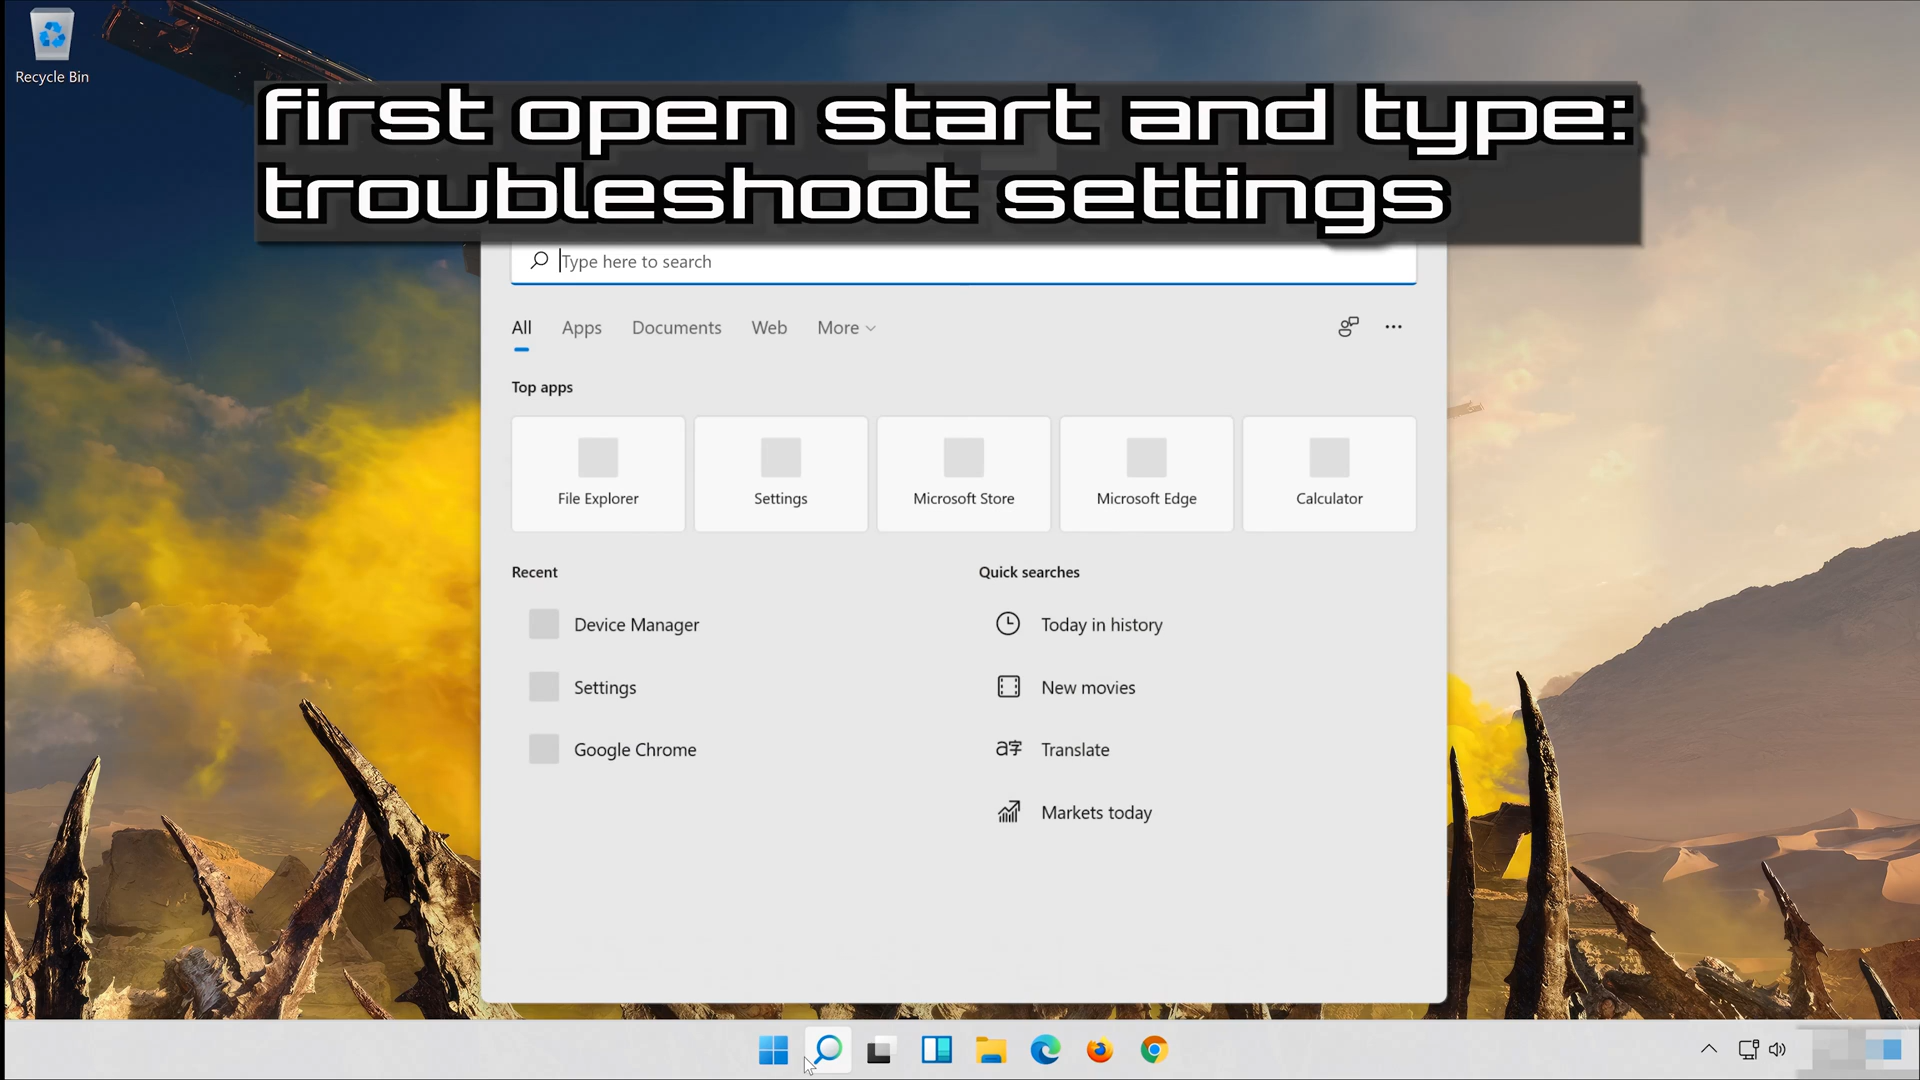 Recycle Bin
first open start and type:
troubleshoot settings
Type here to search
All Apps Documents Web More
Top apps
File Explorer Settings Microsoft Store Microsoft Edge Calculator
Recent
Device Manager
Settings
Google Chrome
Quick searches
Today in history
New movies
a字 Translate
Markets today